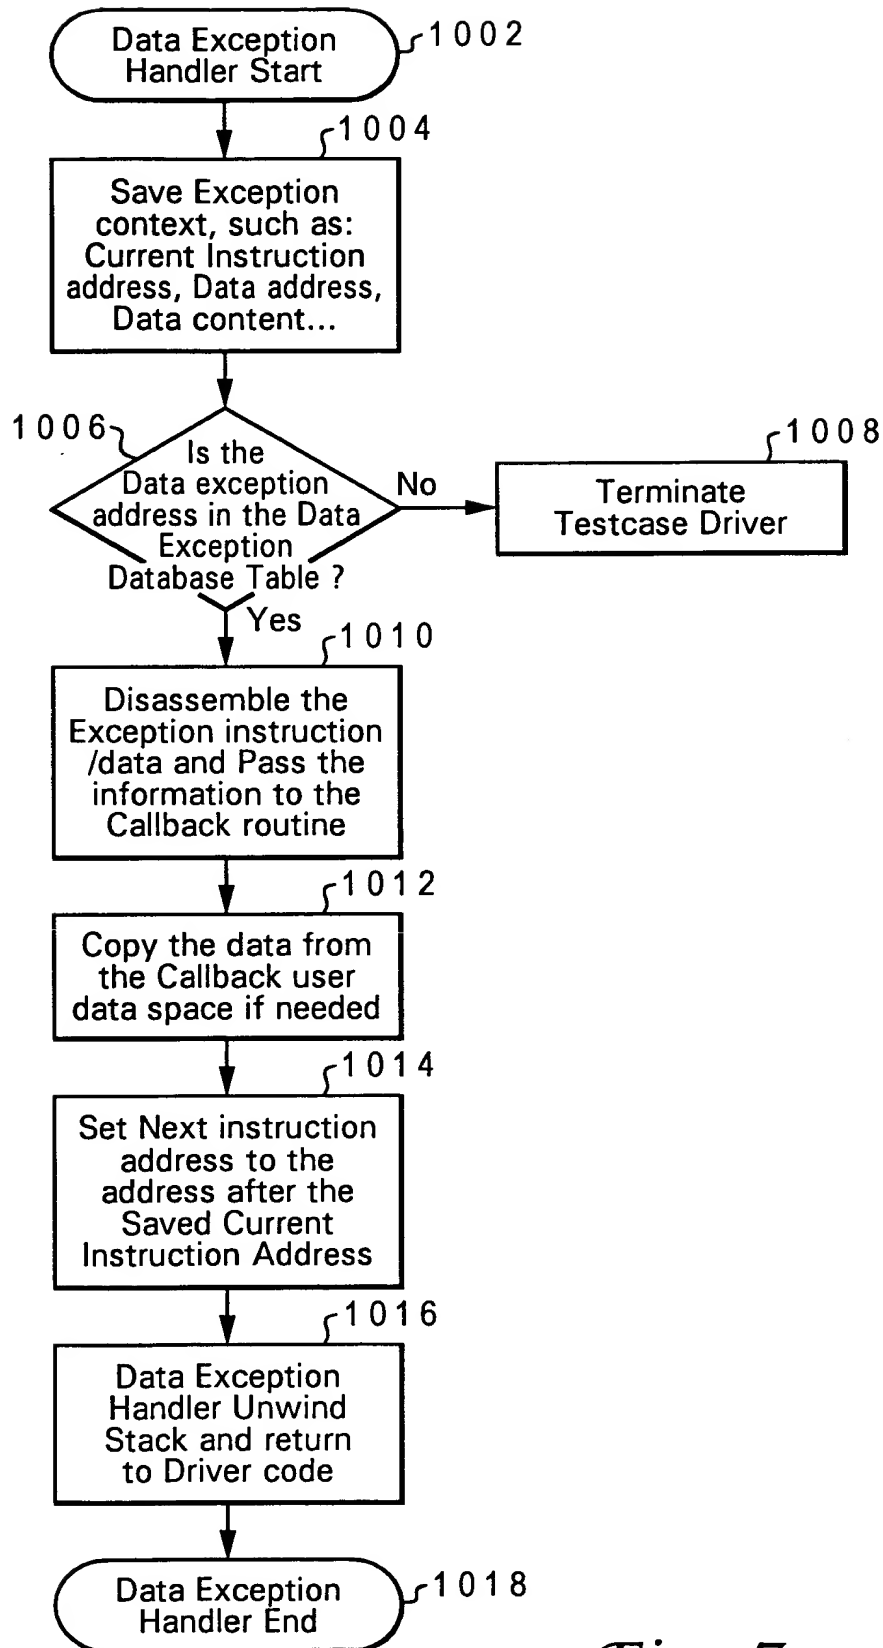 Data Exception
Handler Start
1002
1004
Save Exception
context, such as:
Current Instruction
address, Data address,
Data content...
1006
Is the
Data exception
address in the Data
Exception
Database Table ?
No
1008
Terminate
Testcase Driver
Yes
1010
Disassemble the
Exception instruction
/data and Pass the
information to the
Callback routine
1012
Copy the data from
the Callback user
data space if needed
1014
Set Next instruction
address to the
address after the
Saved Current
Instruction Address
1016
Data Exception
Handler Unwind
Stack and return
to Driver code
Data Exception
Handler End
1018